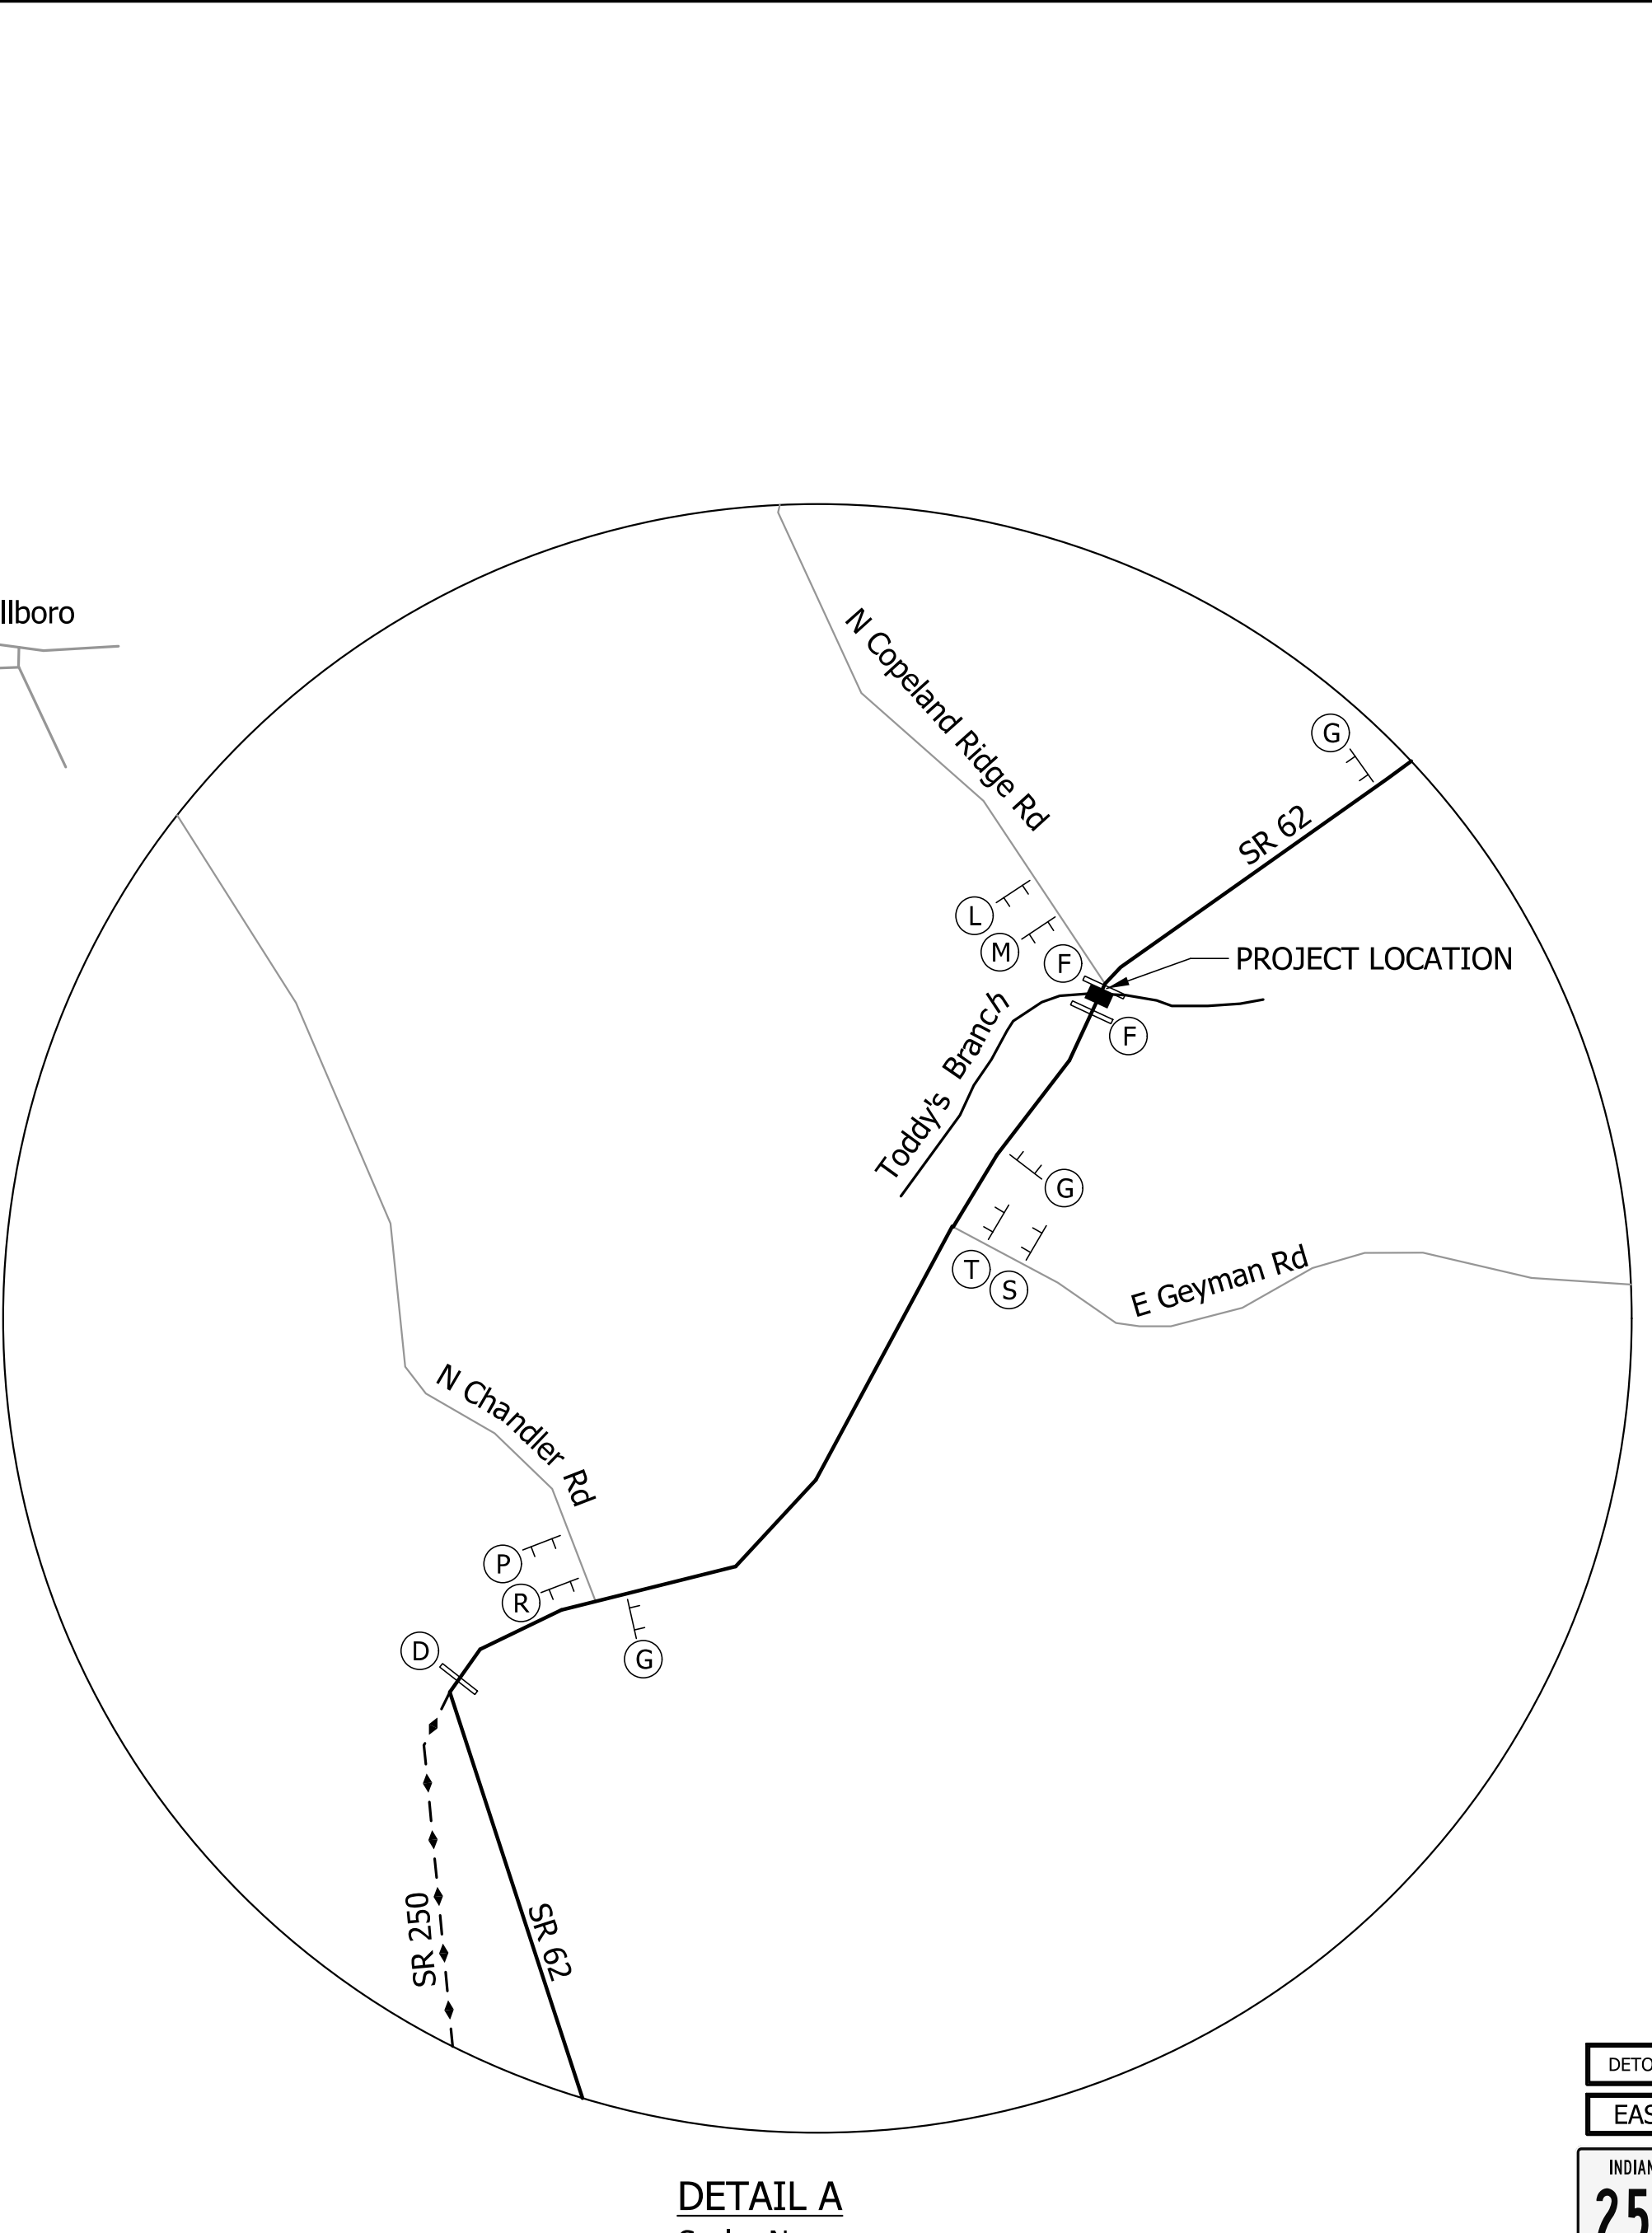 llboro
N Copeland Ridge Rd
G
SR 62
L
M
F
PROJECT LOCATION
F
Toddy's Branch
G
T
S
E Geyman Rd
N Chandler Rd
P
R
D
G
SR 250
SR 62
DETO
EAS
INDIAN
25
DETAIL A